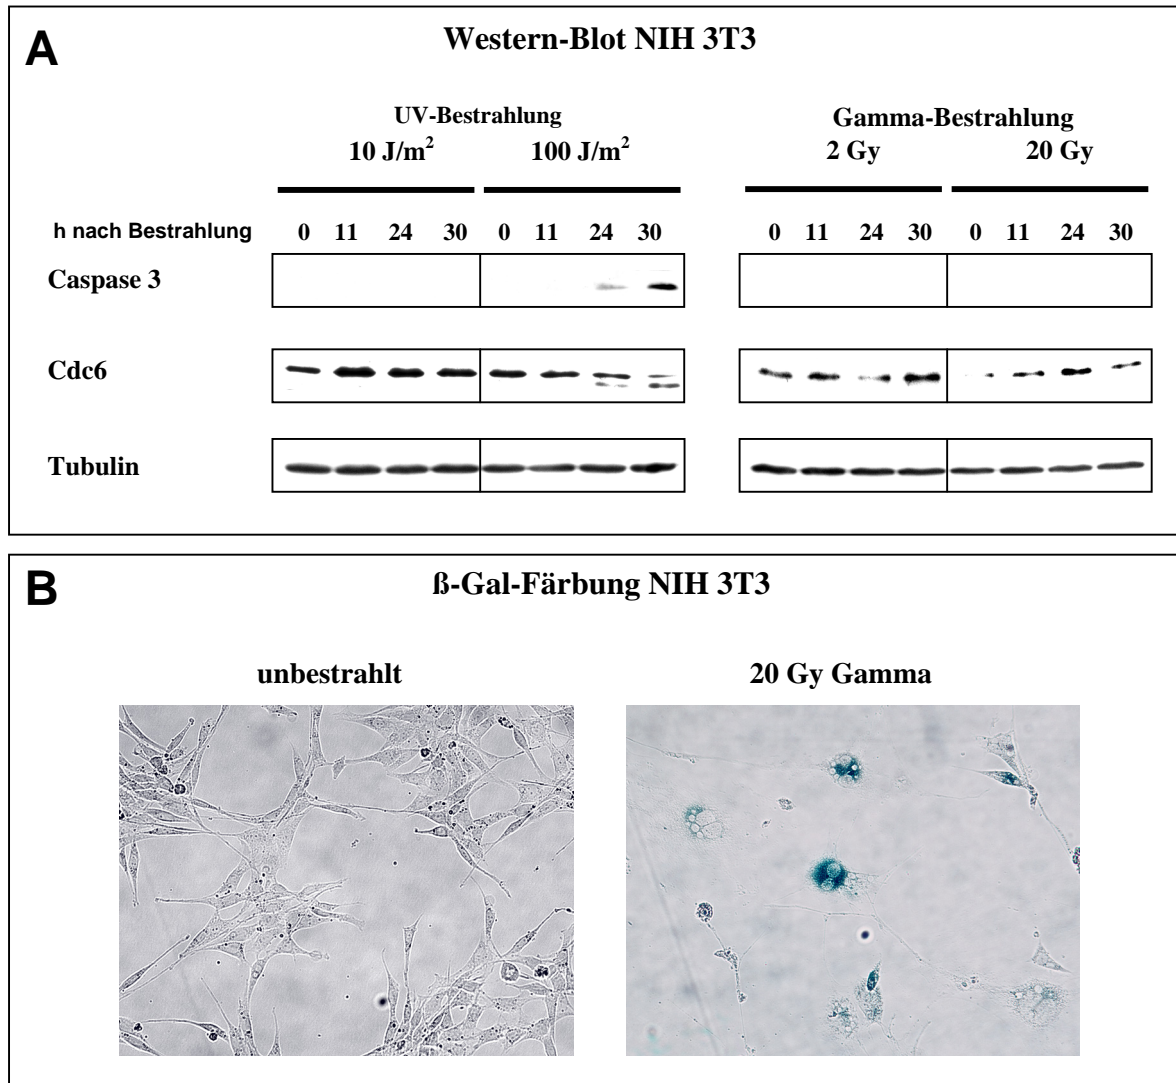 A
Western-Blot NIH 3T3
UV-Bestrahlung
10 J/m² 100 J/m²
Gamma-Bestrahlung
2 Gy 20 Gy
h nach Bestrahlung 0 11 24 30 0 11 24 30 0 11 24 30 0 11 24 30
Caspase 3
Cdc6
Tubulin
B
ß-Gal-Färbung NIH 3T3
unbestrahlt 20 Gy Gamma